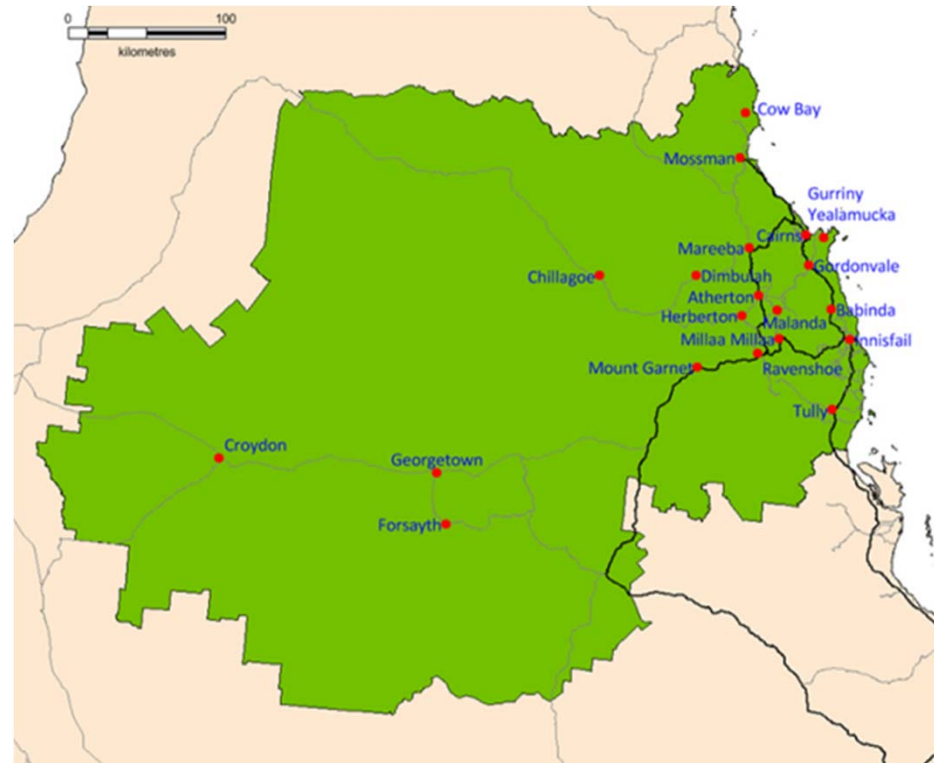 0 100
kilometres
Cow Bay
Mossman
Gurriny
Yealamucka
Cairns
Mareeba
Gordonvale
Chillagoe
Dimbulah
Atherton
Herberton
Babinda
Malanda
Millaa Millaa
Innisfail
Mount Garnet
Ravenshoe
Tully
Croydon
Georgetown
Forsayth